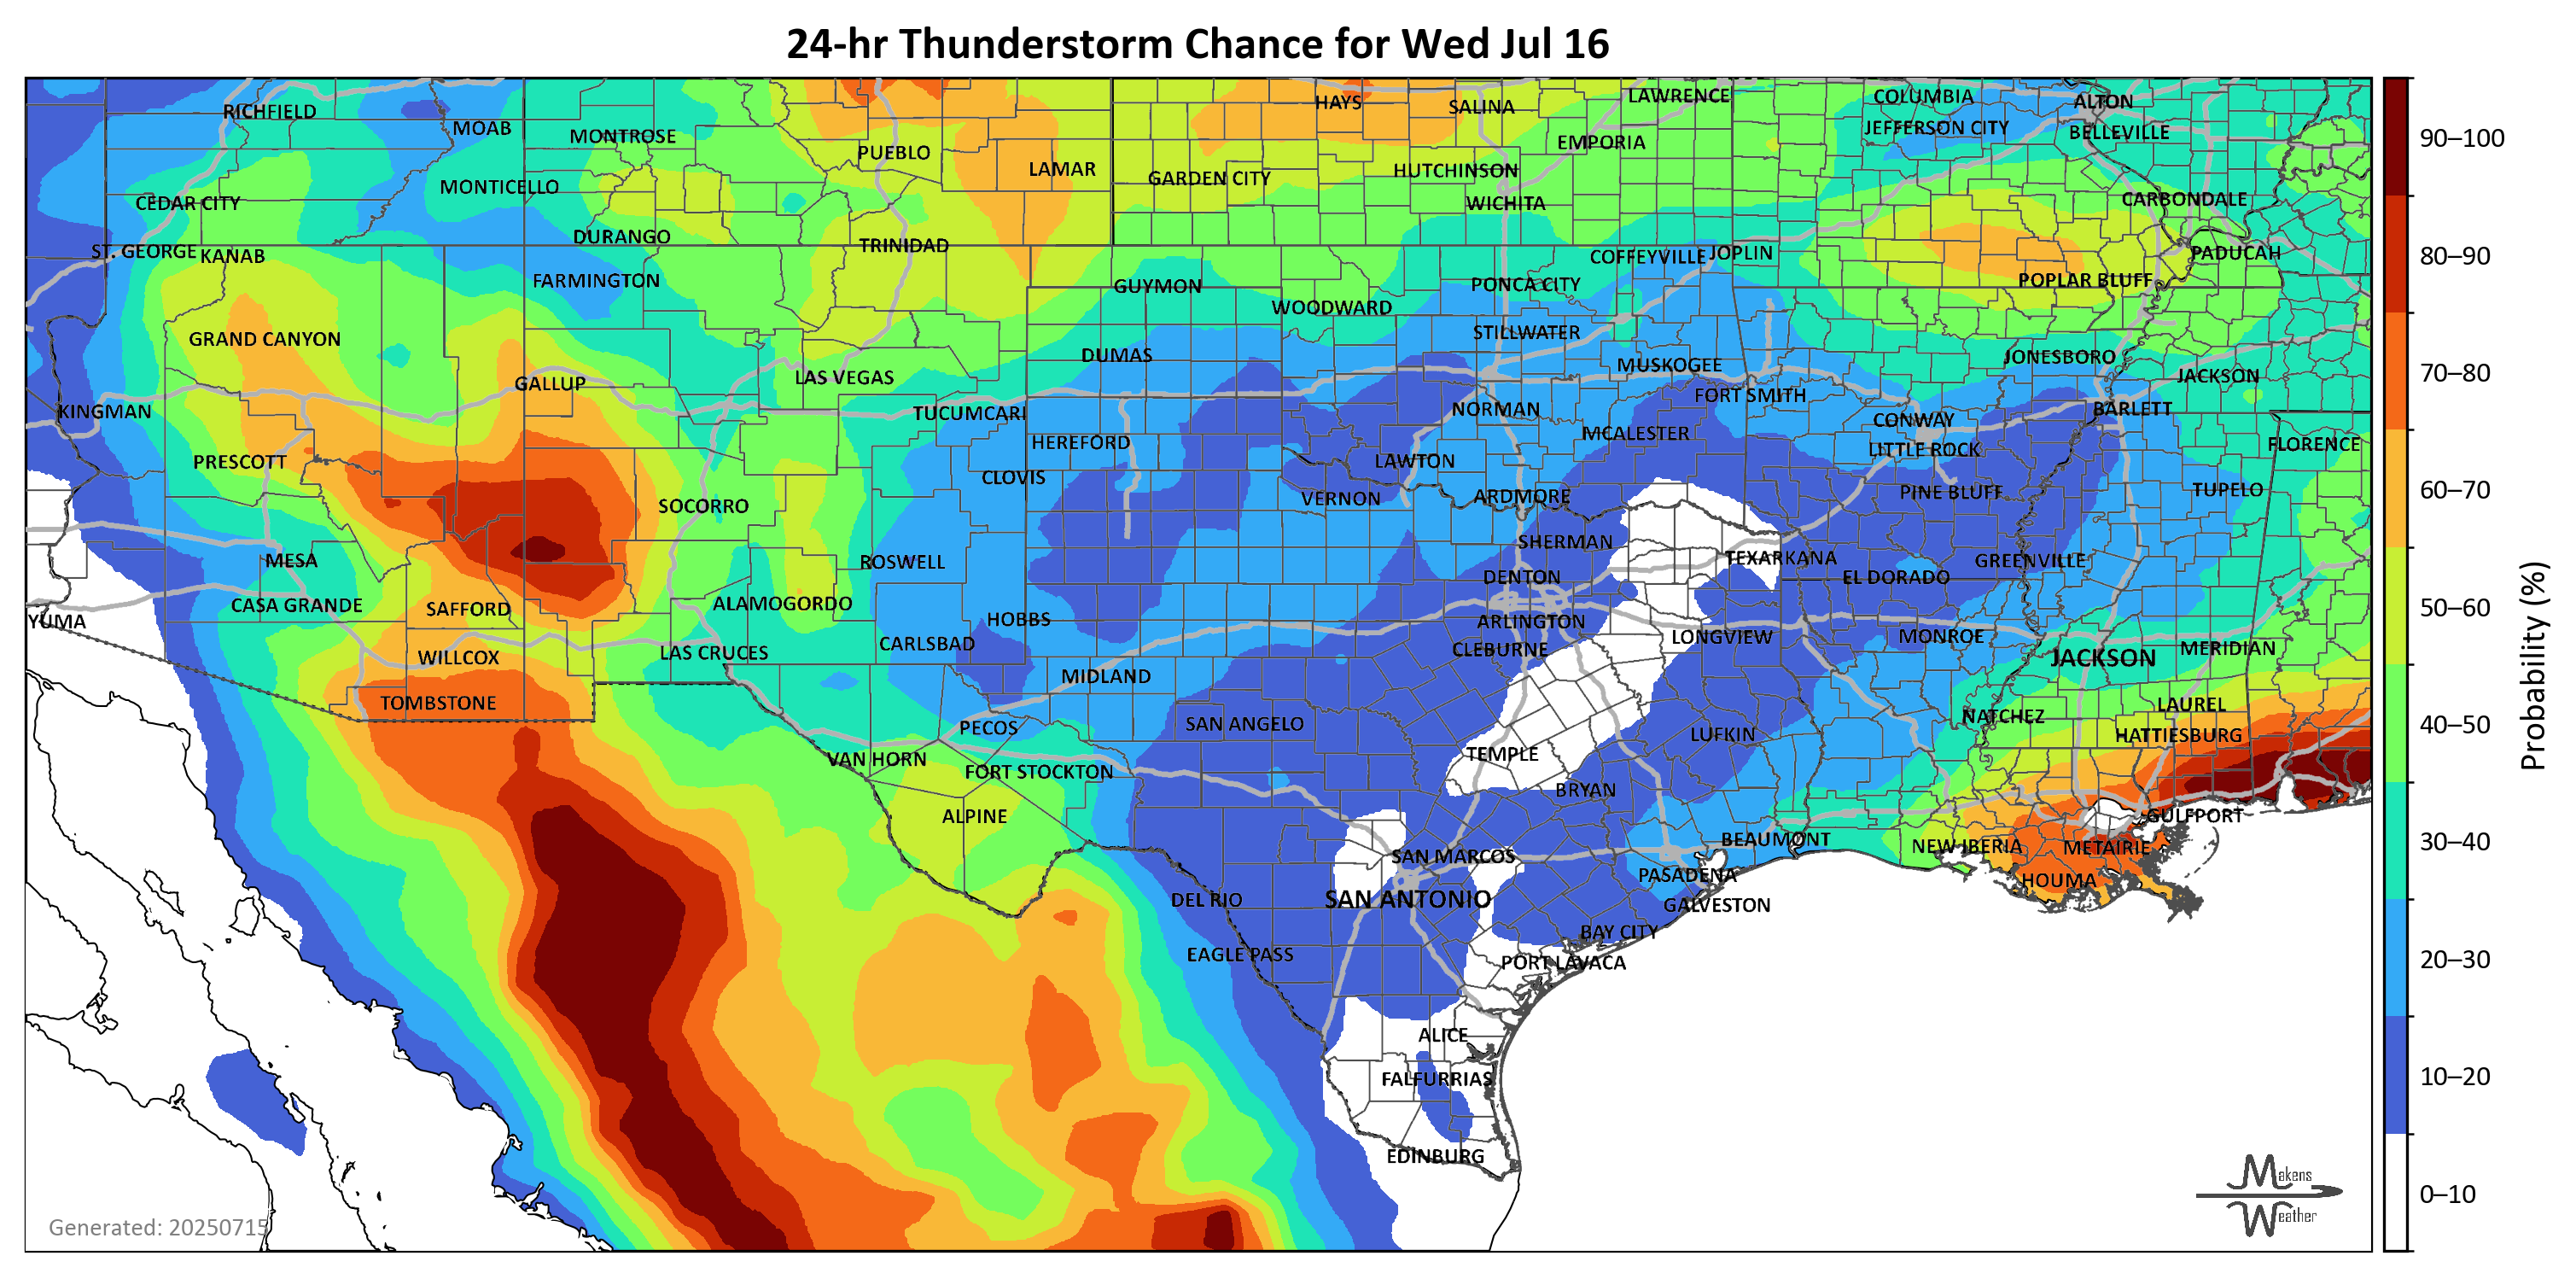 24-hr Thunderstorm Chance for Wed Jul 16
RICHFIELD
MOAB
MONTROSE
PUEBLO
LAMAR
HAYS
SALINA
LAWRENCE
COLUMBIA
ALTON
JEFFERSON CITY
BELLEVILLE
EMPORIA
HUTCHINSON
GARDEN CITY
MONTICELLO
CEDAR CITY
WICHITA
CARBONDALE
DURANGO
TRINIDAD
ST. GEORGE
KANAB
COFFEYVILLE
JOPLIN
PADUCAH
FARMINGTON
GUYMON
PONCA CITY
POPLAR BLUFF
WOODWARD
GRAND CANYON
STILLWATER
DUMAS
MUSKOGEE
JONESBORO
JACKSON
GALLUP
LAS VEGAS
FORT SMITH
KINGMAN
TUCUMCARI
NORMAN
CONWAY
BARLETT
HEREFORD
MCALESTER
LITTLE ROCK
FLORENCE
PRESCOTT
CLOVIS
LAWTON
VERNON
ARDMORE
PINE BLUFF
TUPELO
SOCORRO
SHERMAN
MESA
ROSWELL
TEXARKANA
GREENVILLE
DENTON
EL DORADO
CASA GRANDE
SAFFORD
ALAMOGORDO
YUMA
HOBBS
ARLINGTON
CARLSBAD
LONGVIEW
MONROE
CLEBURNE
WILLCOX
LAS CRUCES
JACKSON
MERIDIAN
MIDLAND
TOMBSTONE
LAUREL
NATCHEZ
PECOS
SAN ANGELO
LUFKIN
HATTIESBURG
VAN HORN
FORT STOCKTON
TEMPLE
BRYAN
ALPINE
GULFPORT
BEAUMONT
NEW IBERIA
METAIRIE
SAN MARCOS
PASADENA
HOUMA
DEL RIO
SAN ANTONIO
GALVESTON
BAY CITY
EAGLE PASS
PORT LAVACA
ALICE
FALFURRIAS
EDINBURG
Generated: 20250715
Makens
Weather
90–100
80–90
70–80
60–70
50–60
40–50
30–40
20–30
10–20
0–10
Probability (%)